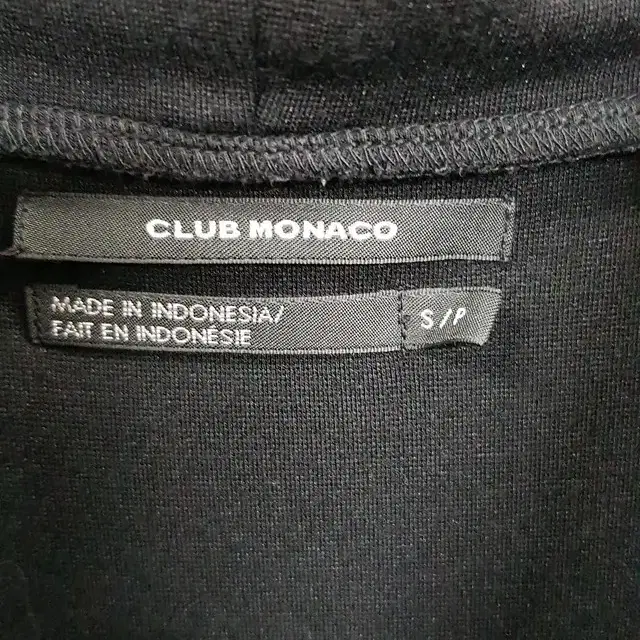 CLUB MONACO
MADE IN INDONESIA/
FAIT EN INDONÉSIE
S/P